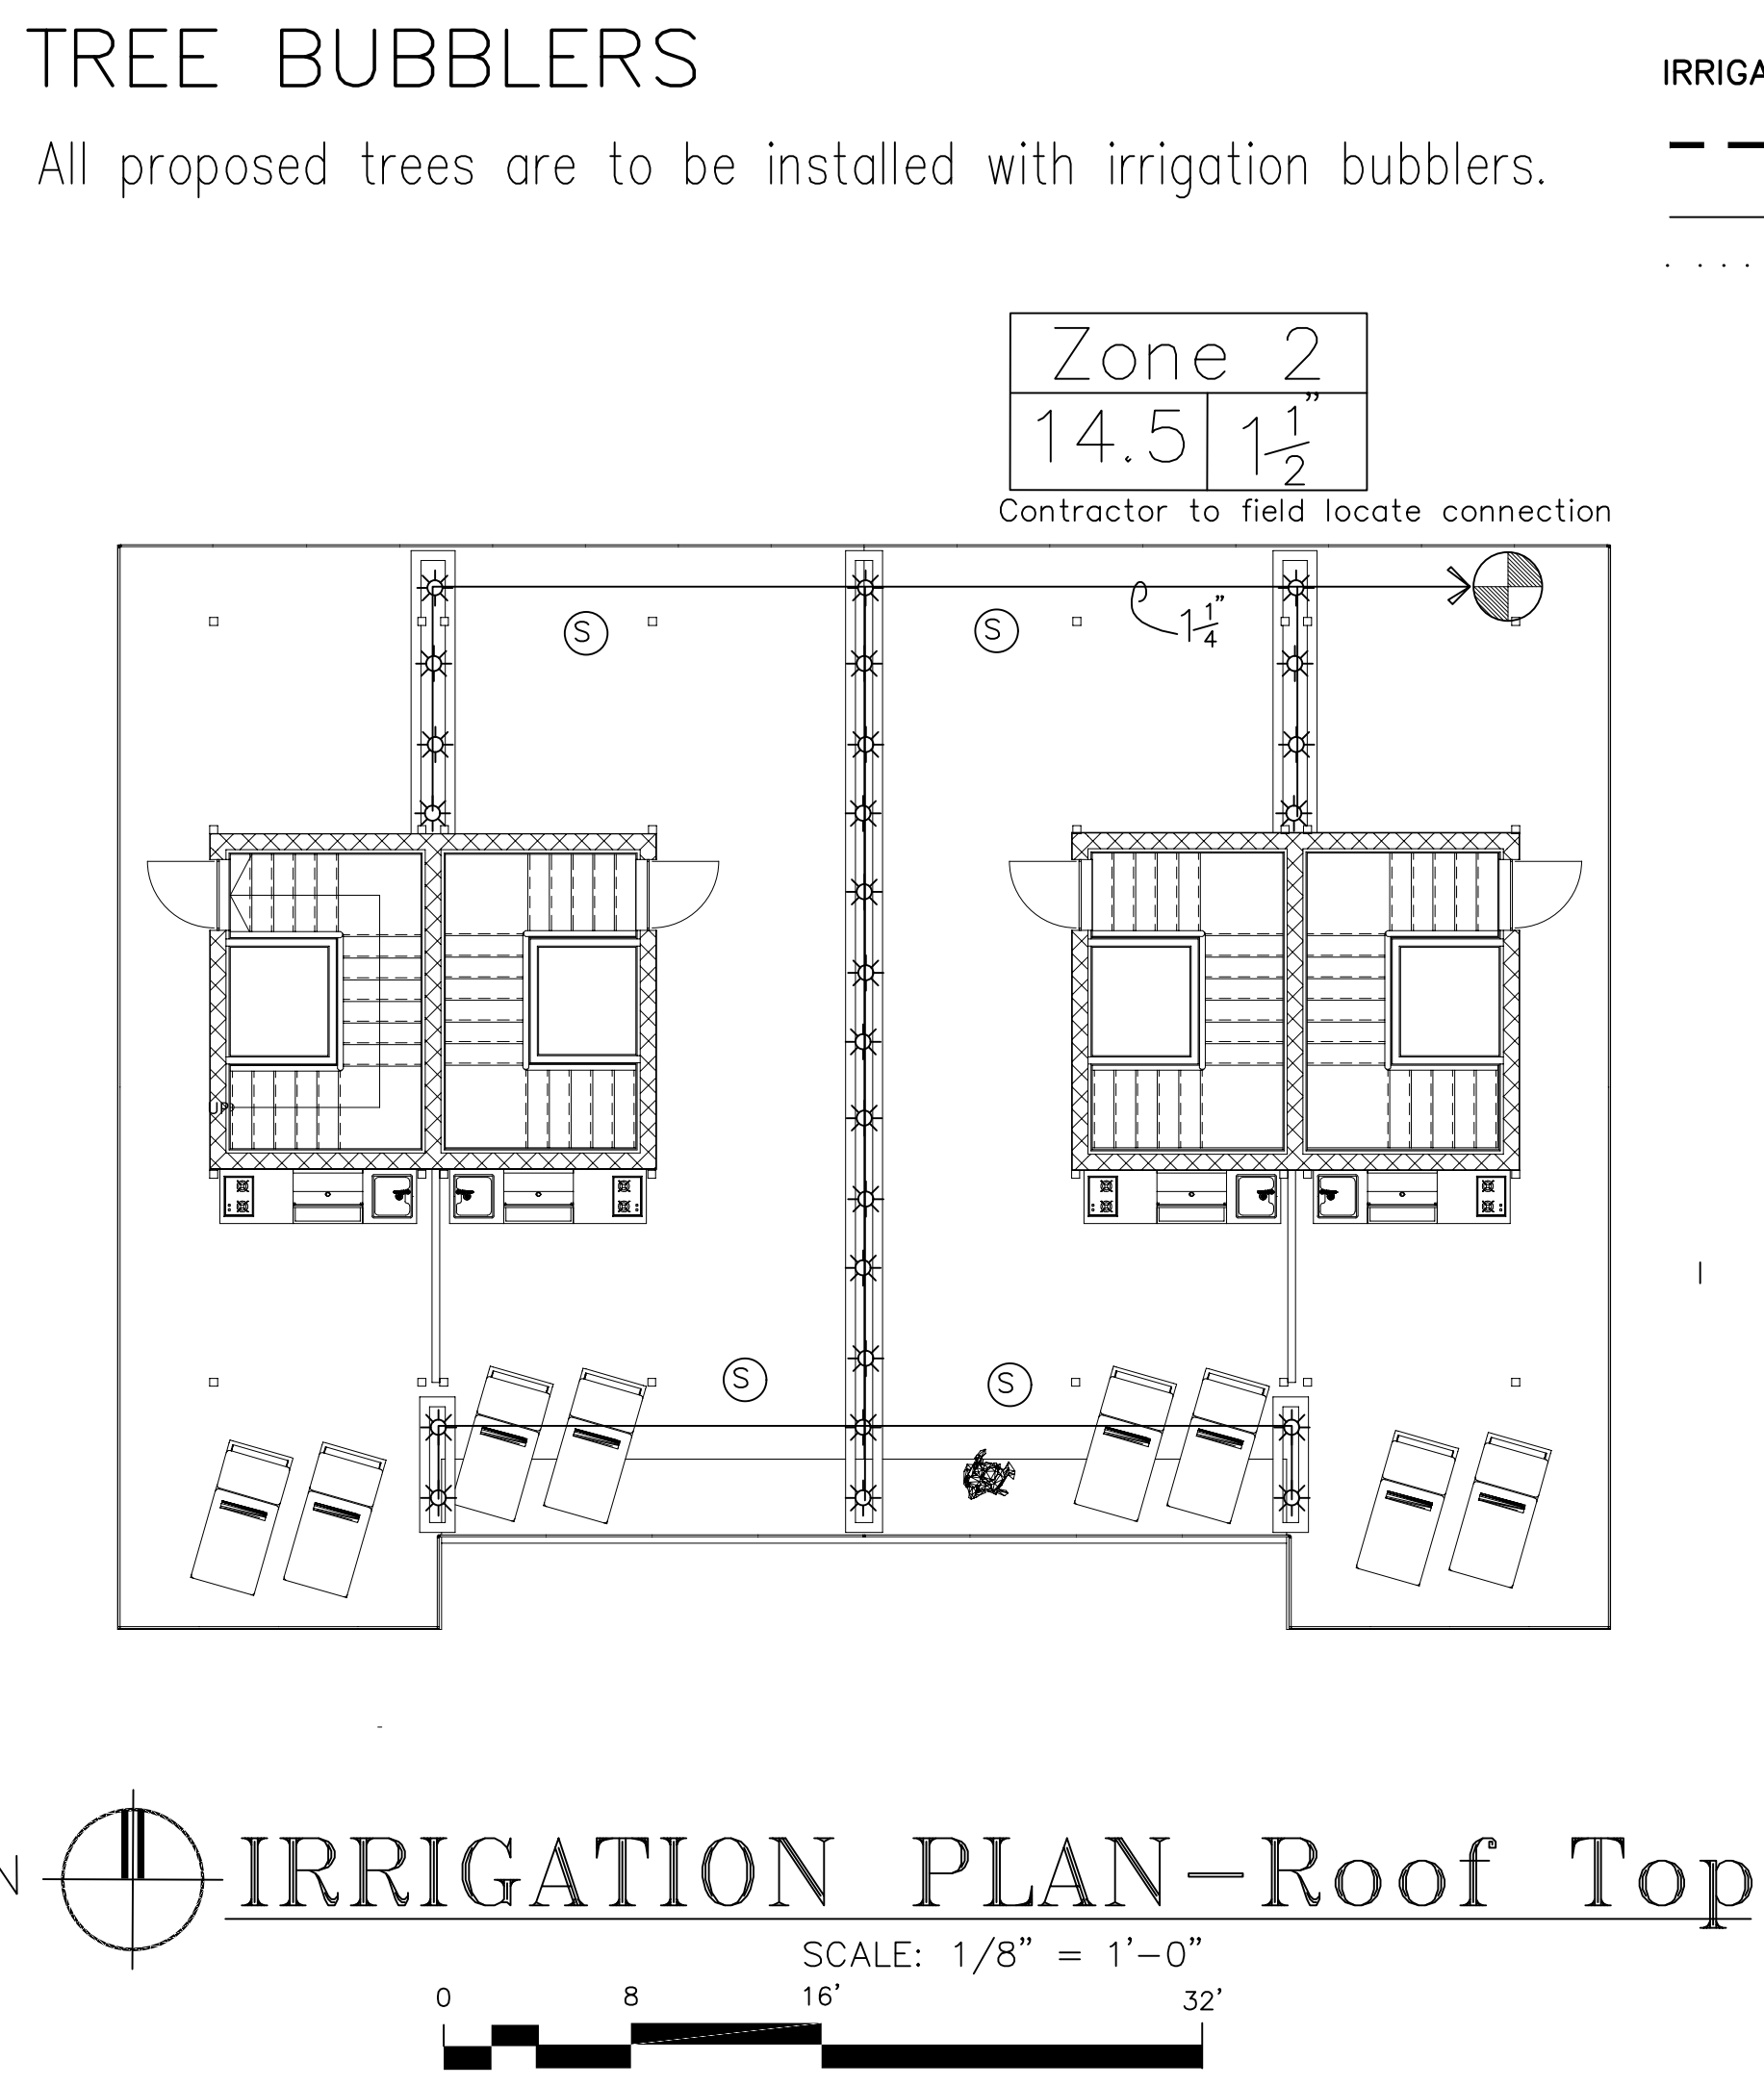 TREE BUBBLERS
IRRIGA
All proposed trees are to be installed with irrigation bubblers.
Zone 2
14.5 1 1/2"
Contractor to field locate connection
1 1/4"
S
S
UP
S
S
N
IRRIGATION PLAN-Roof Top
SCALE: 1/8" = 1'-0"
0 8 16' 32'